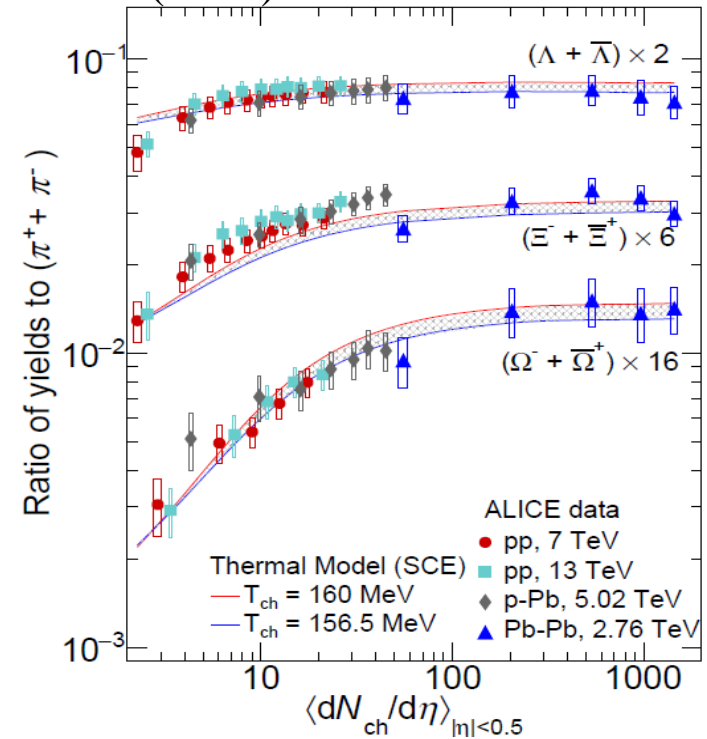 Ratio of yields to (π⁺+ π⁻)
10⁻¹
10⁻²
10⁻³
(Λ + Λ̅) × 2
(Ξ⁻ + Ξ̅⁺) × 6
(Ω⁻ + Ω̅⁺) × 16
ALICE data
pp, 7 TeV
pp, 13 TeV
p-Pb, 5.02 TeV
Pb-Pb, 2.76 TeV
Thermal Model (SCE)
T_ch = 160 MeV
T_ch = 156.5 MeV
10 100 1000
⟨dN_ch/dη⟩_|η|<0.5